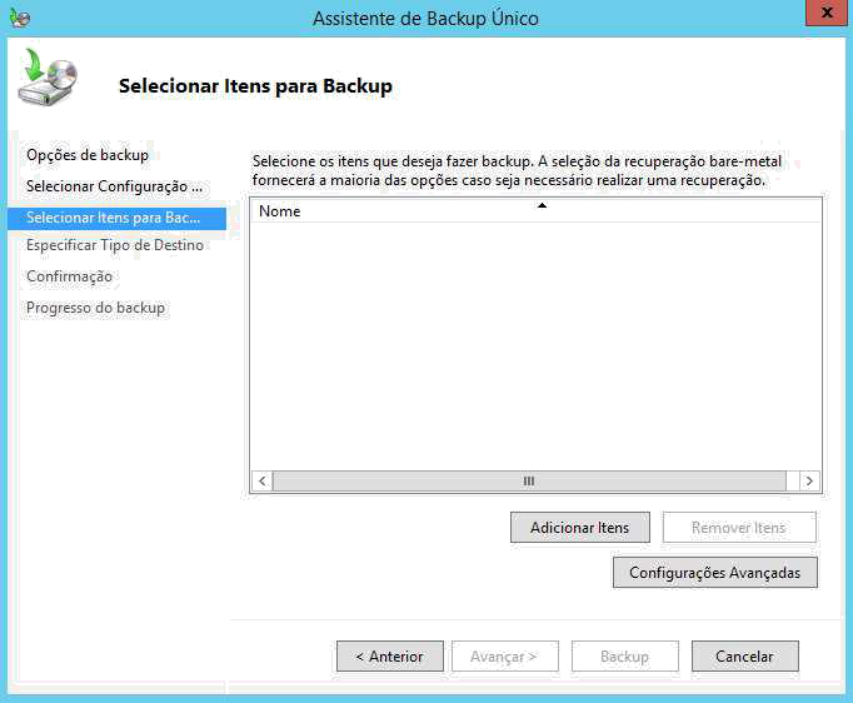 Assistente de Backup Único
x
Selecionar Itens para Backup
Opções de backup
Selecionar Configuração ...
Selecionar Itens para Bac...
Especificar Tipo de Destino
Confirmação
Progresso do backup
Selecione os itens que deseja fazer backup. A seleção da recuperação bare-metal
fornecerá a maioria das opções caso seja necessário realizar uma recuperação.
Nome
Adicionar Itens
Remover Itens
Configurações Avançadas
< Anterior
Avançar >
Backup
Cancelar